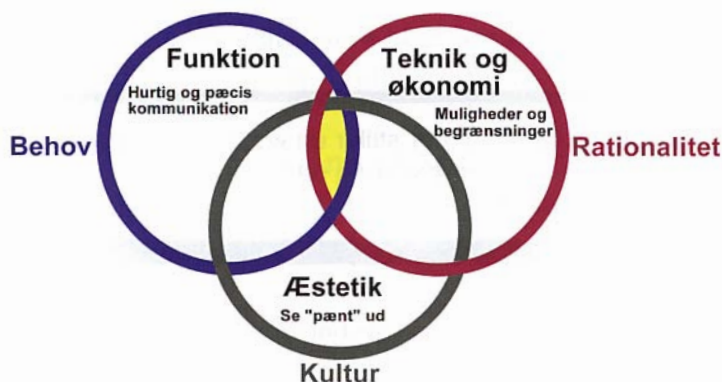 Funktion
Hurtig og pæcis
kommunikation
Teknik og
økonomi
Muligheder og
begrænsninger
Behov
Rationalitet
Æstetik
Se "pænt" ud
Kultur